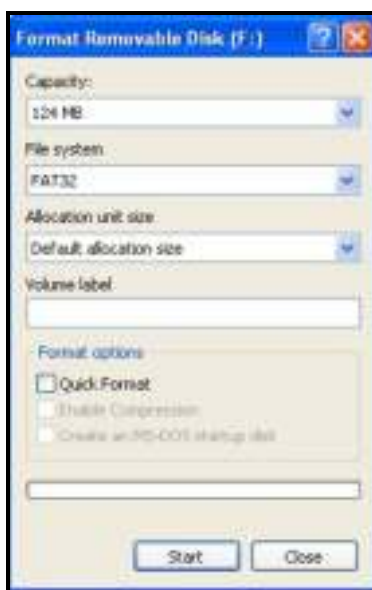 Format Removable Disk (F:)
Capacity:
124 MB
File system
FAT32
Allocation unit size
Default allocation size
Volume label
Format options
Quick Format
Enable Compression
Create an MS-DOS startup disk
Start
Close